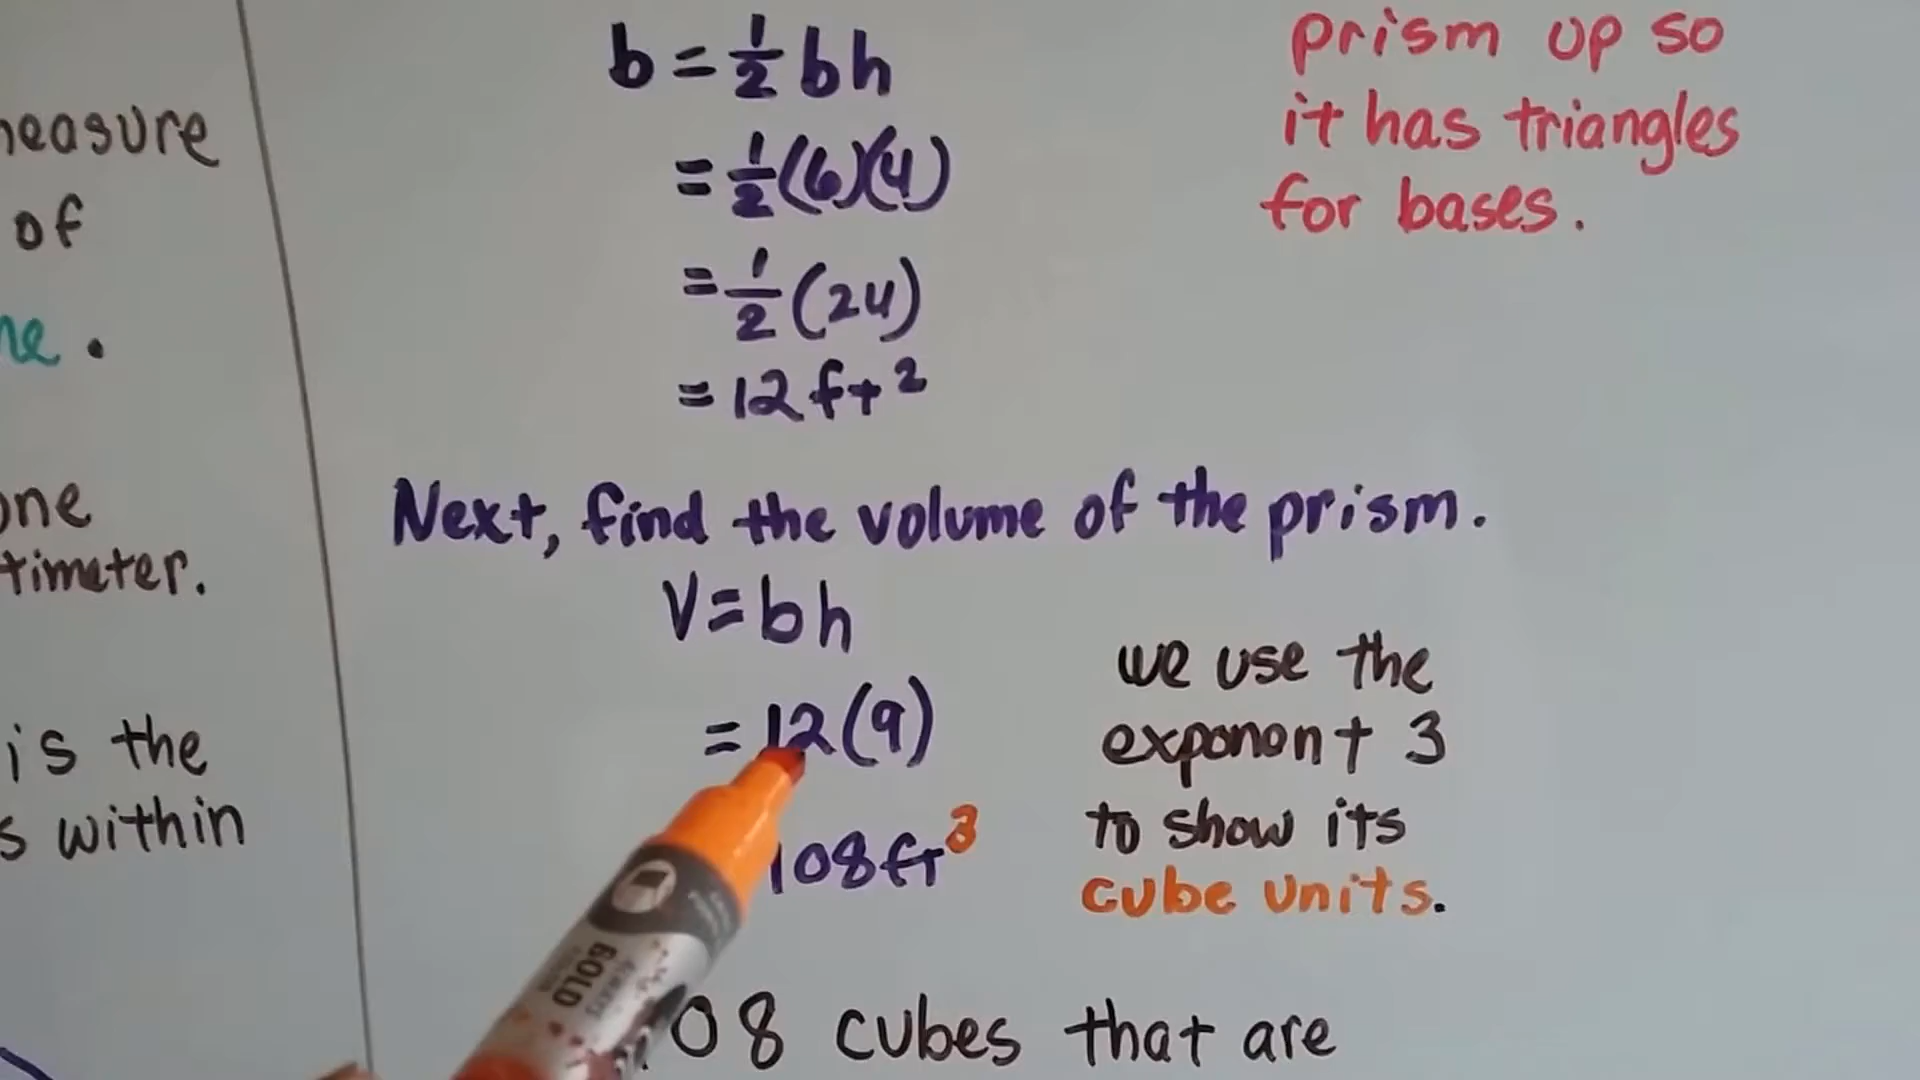 measure
of
.
timeter.
is the
within
b = 1/2 bh
= 1/2 (6)(4)
= 1/2 (24)
= 12 ft²
prism up so
it has triangles
for bases.
Next, find the volume of the prism.
V = bh
= 12(9)
108 ft³
we use the
exponent 3
to show its
cube units.
08 cubes that are
GOLD